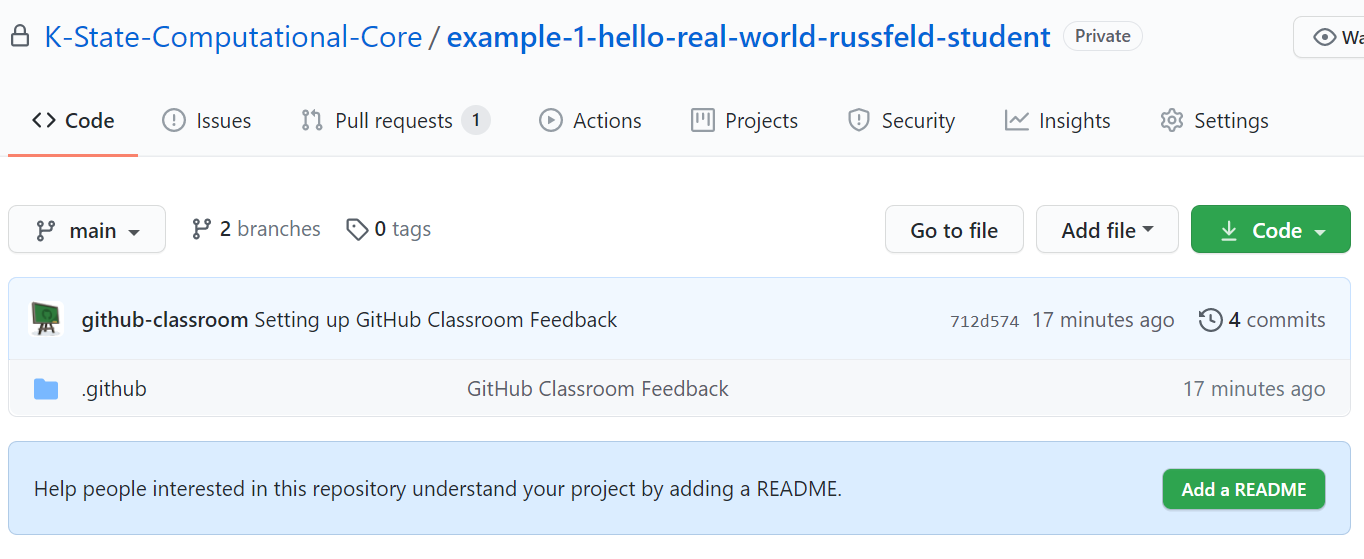 K-State-Computational-Core / example-1-hello-real-world-russfeld-student Private
Code Issues Pull requests 1 Actions Projects Security Insights Settings
main 2 branches 0 tags Go to file Add file Code
github-classroom Setting up GitHub Classroom Feedback 712d574 17 minutes ago 4 commits
.github GitHub Classroom Feedback 17 minutes ago
Help people interested in this repository understand your project by adding a README. Add a README